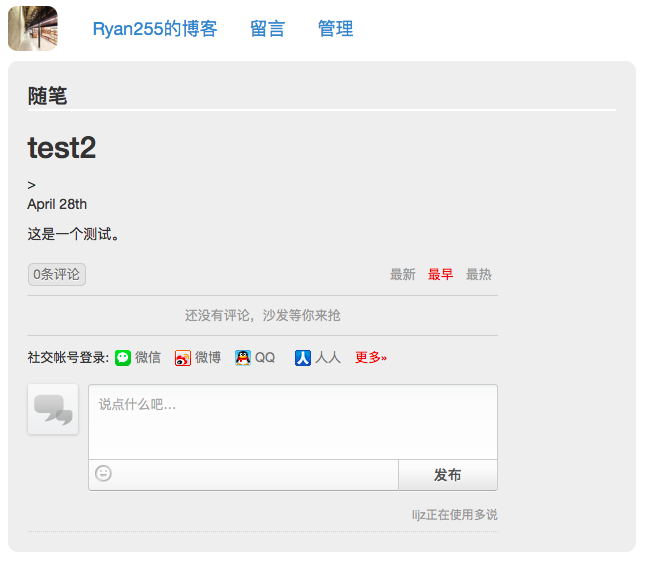 Ryan255的博客 留言 管理
随笔
test2
>
April 28th
这是一个测试。
0条评论 最新 最早 最热
还没有评论，沙发等你来抢
社交帐号登录: 微信 微博 QQ 人人 更多»
说点什么吧...
发布
lijz正在使用多说